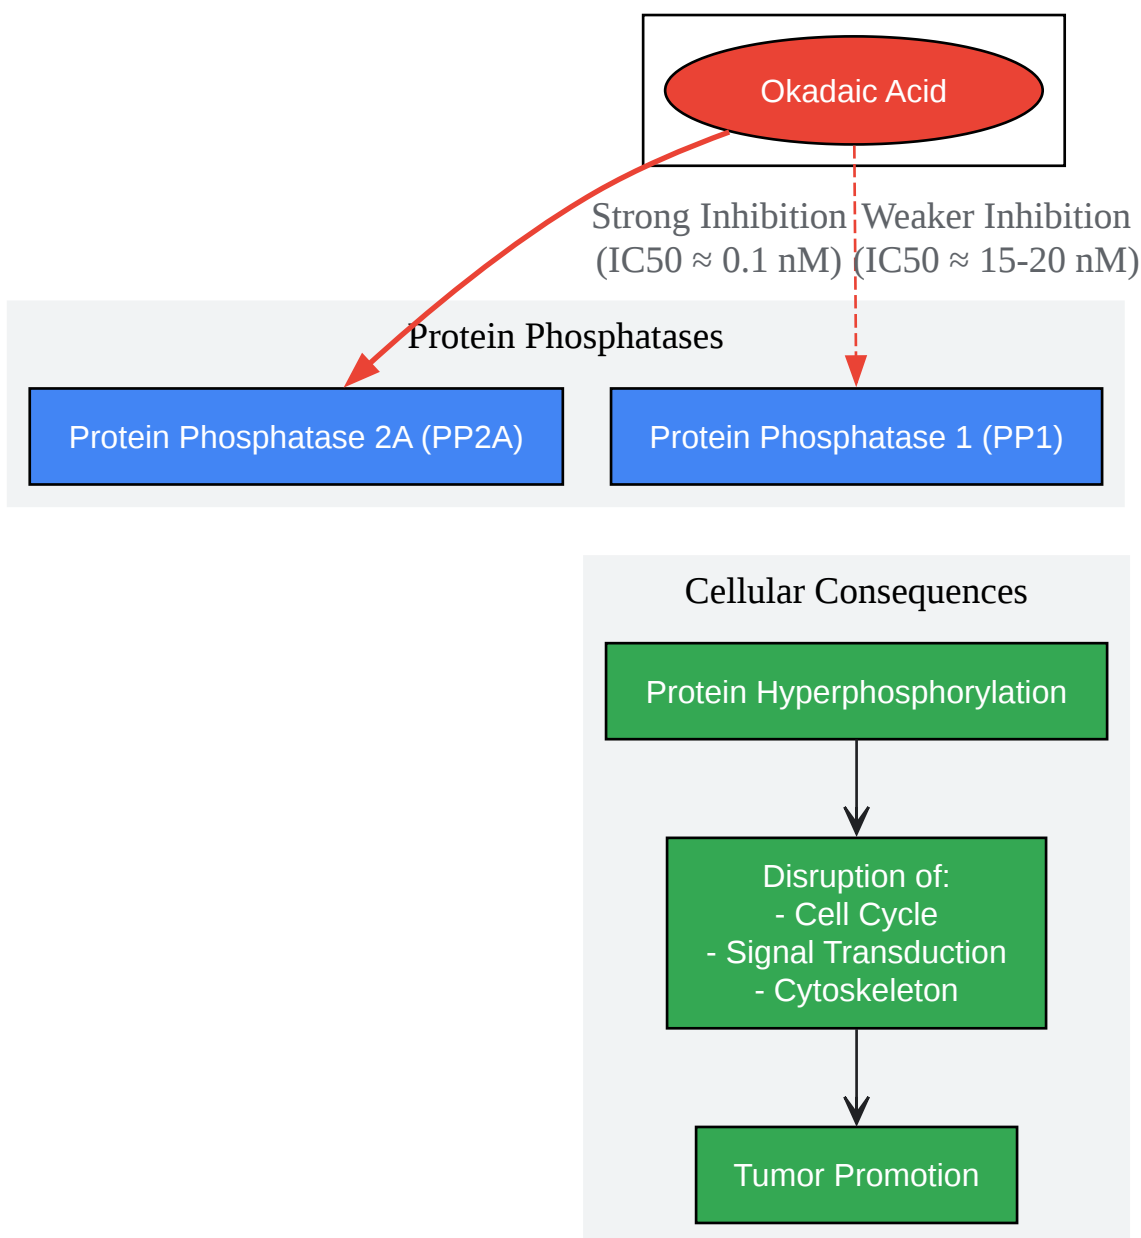 Okadaic Acid
Strong Inhibition
(IC50 ≈ 0.1 nM)
Weaker Inhibition
(IC50 ≈ 15-20 nM)
Protein Phosphatases
Protein Phosphatase 2A (PP2A)
Protein Phosphatase 1 (PP1)
Cellular Consequences
Protein Hyperphosphorylation
Disruption of:
- Cell Cycle
- Signal Transduction
- Cytoskeleton
Tumor Promotion